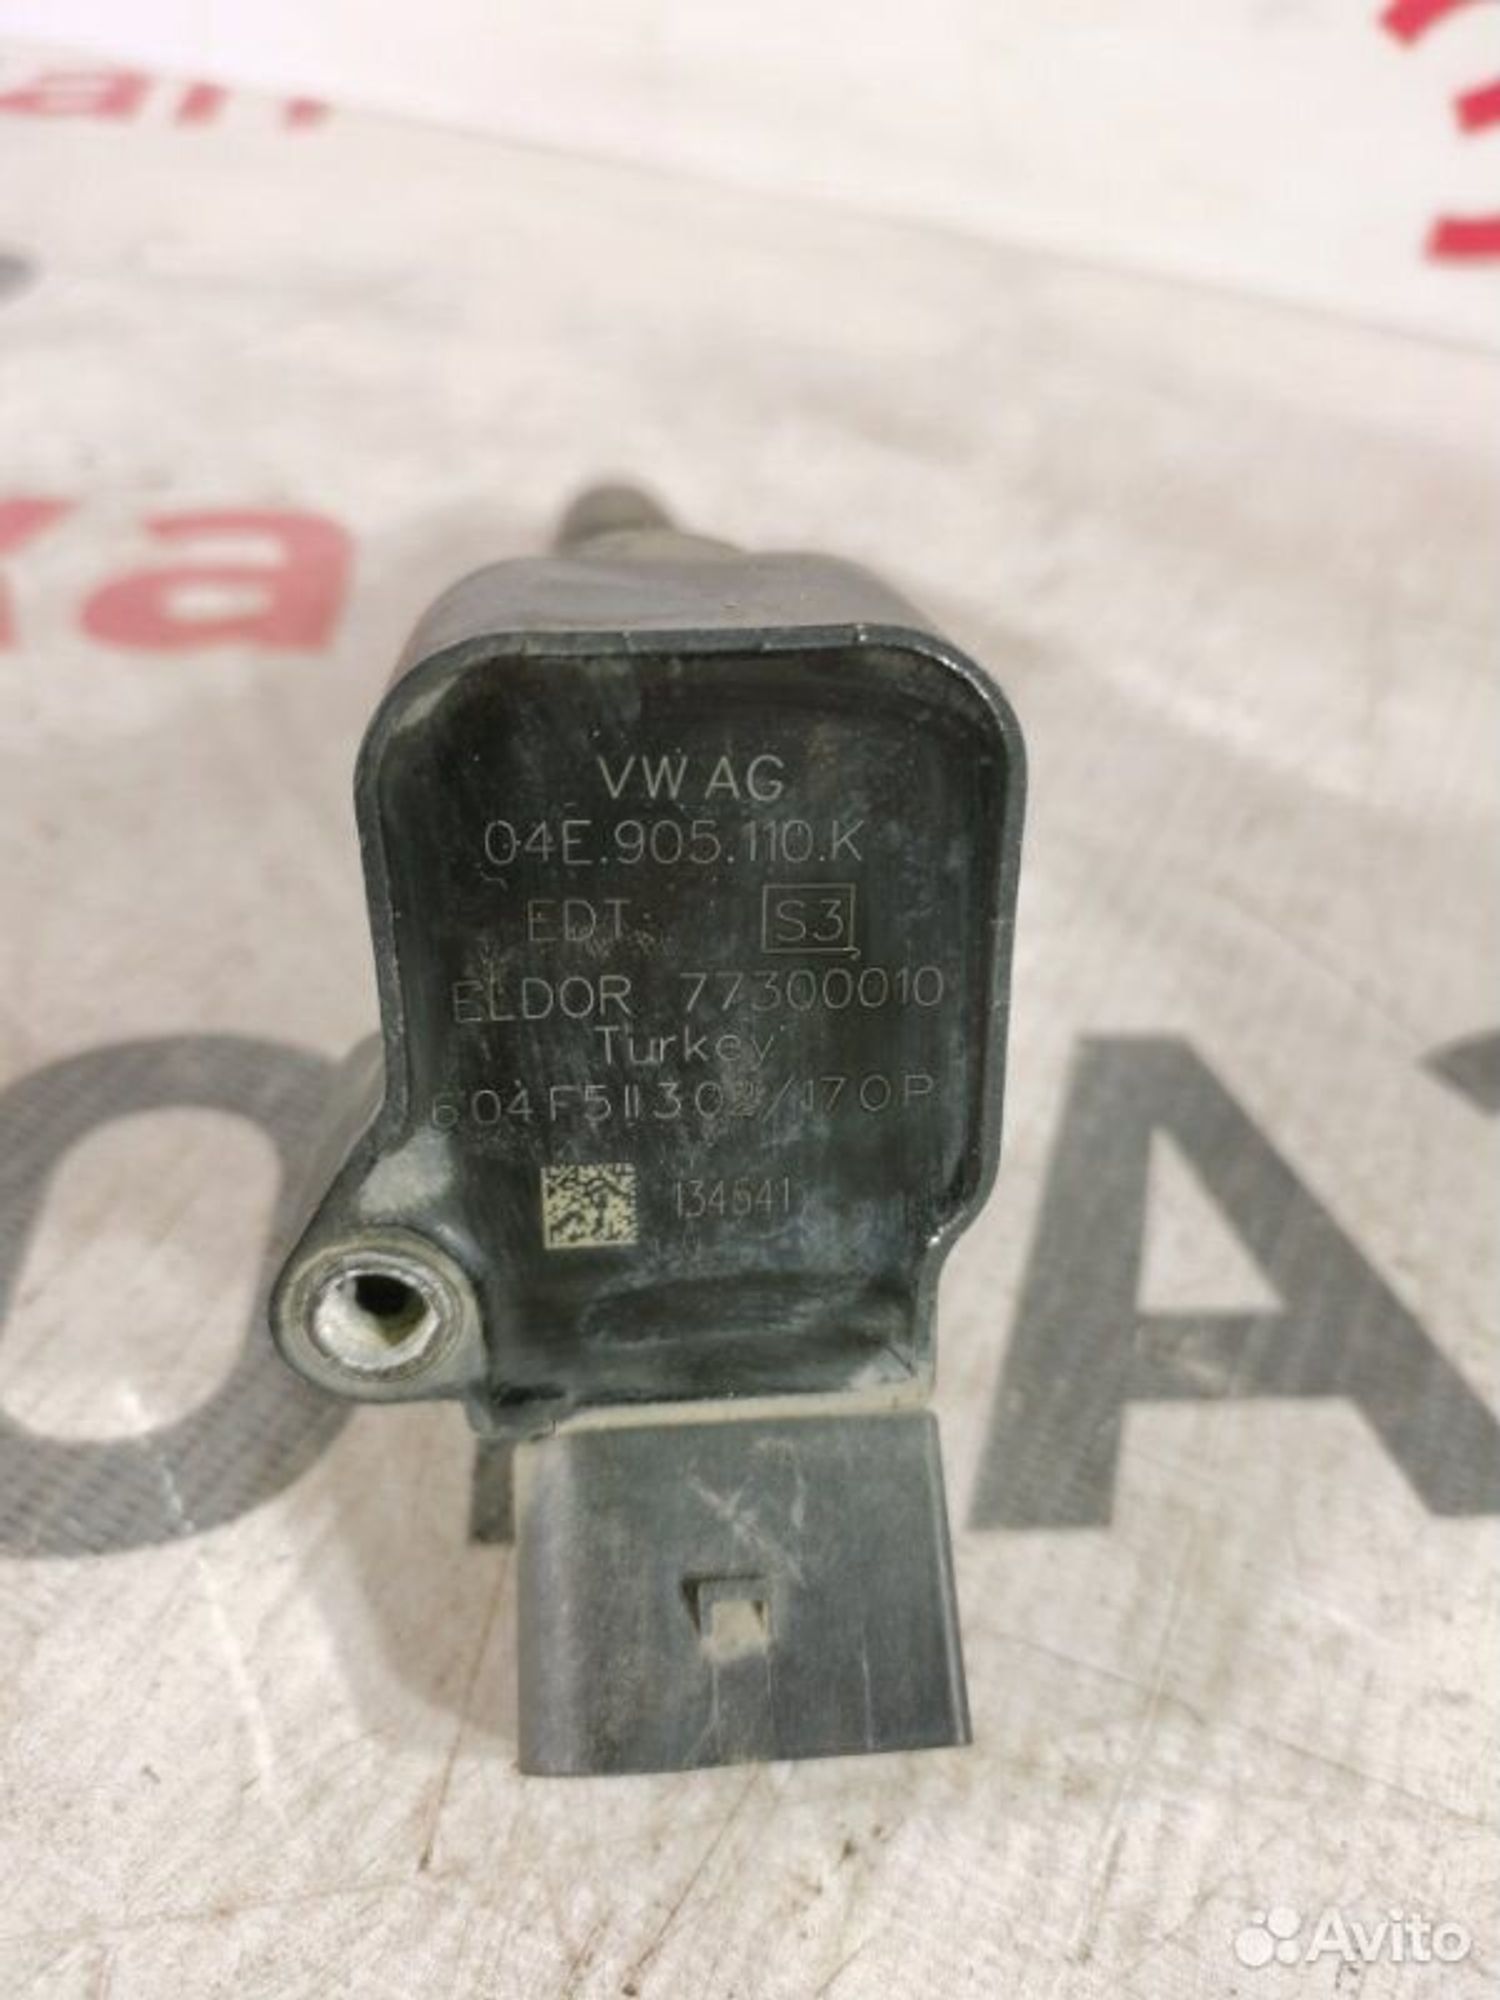 VW AG
04E.905.110.K
EDT S3
ELDOR 77300010
Turkey
134541
Avito